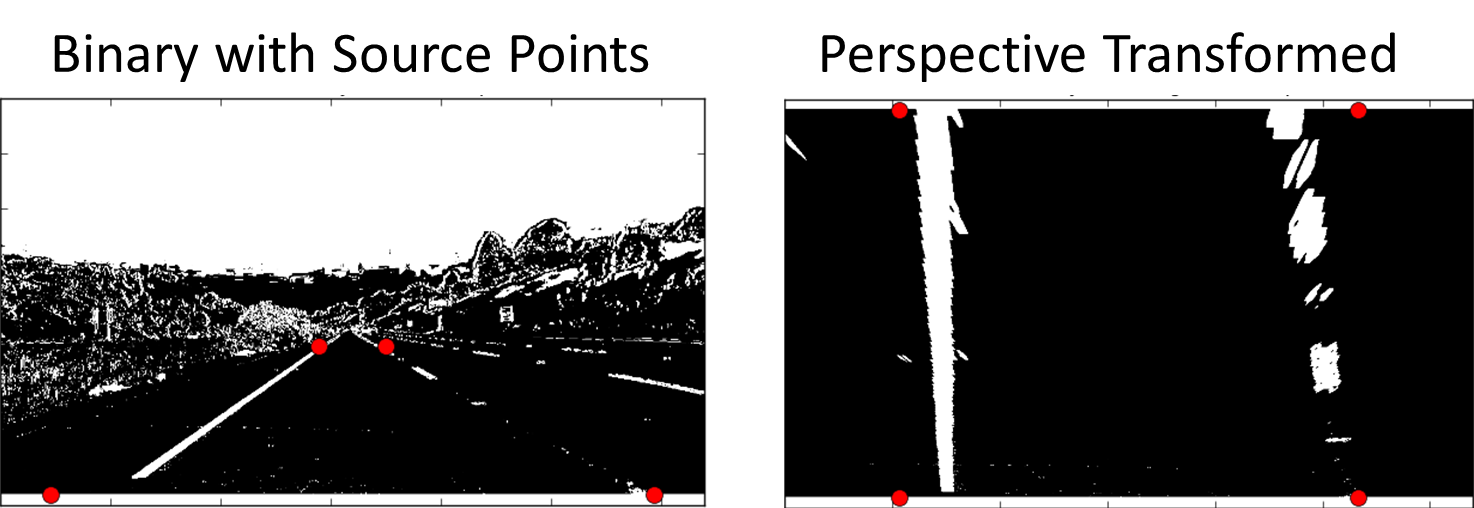 Binary with Source Points
Perspective Transformed